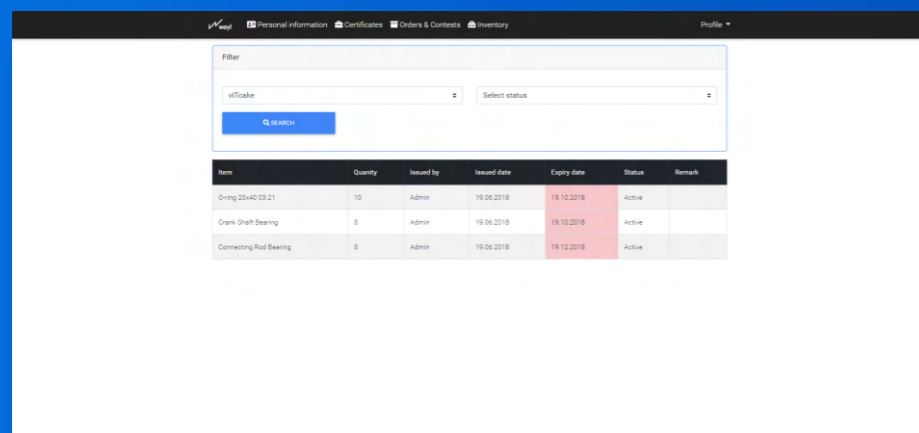 wayl Personal information Certificates Orders & Contests Inventory Profile
Filter
vITcake Select status
SEARCH
Item Quanity Issued by Issued date Expiry date Status Remark
O-ring 20x40 03.21 10 Admin 19.06.2018 19.10.2018 Active
Crank Shaft Bearing 3 Admin 19.06.2018 19.10.2018 Active
Connecting Rod Bearing 5 Admin 19.06.2018 19.12.2018 Active